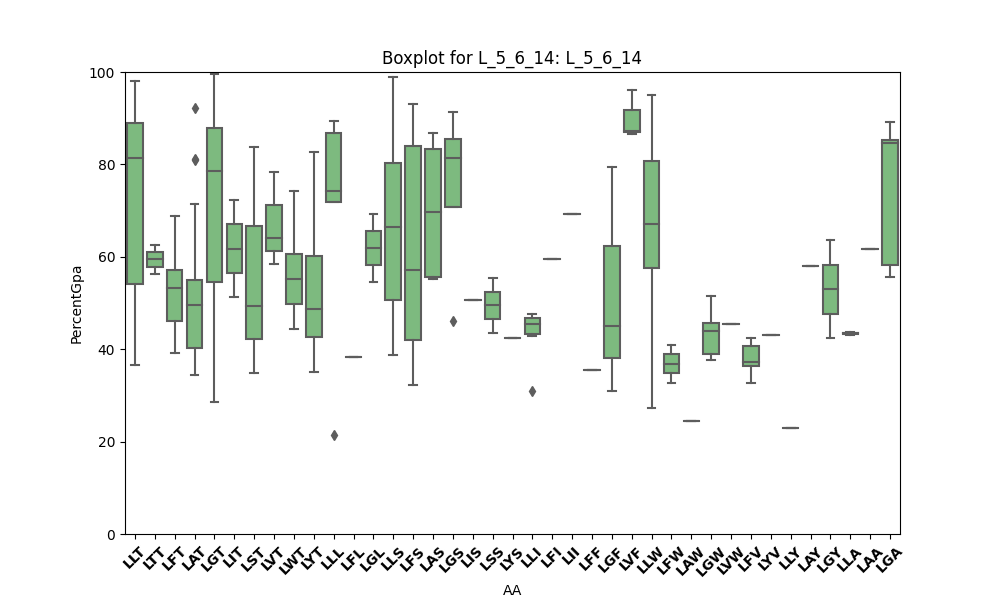 Boxplot for L_5_6_14: L_5_6_14
100
80
60
40
20
0
PercentGpa
LLT LTT LFT LAT LGT LIT LST LVT LWT LYT LLL LFL LGL LLS LFS LAS LGS LIS LSS LYS LLI LFI LII LFF LGF LVF LLW LFW LAW LGW LVW LFV LYV LLY LAY LGY LLA LAA LGA
AA